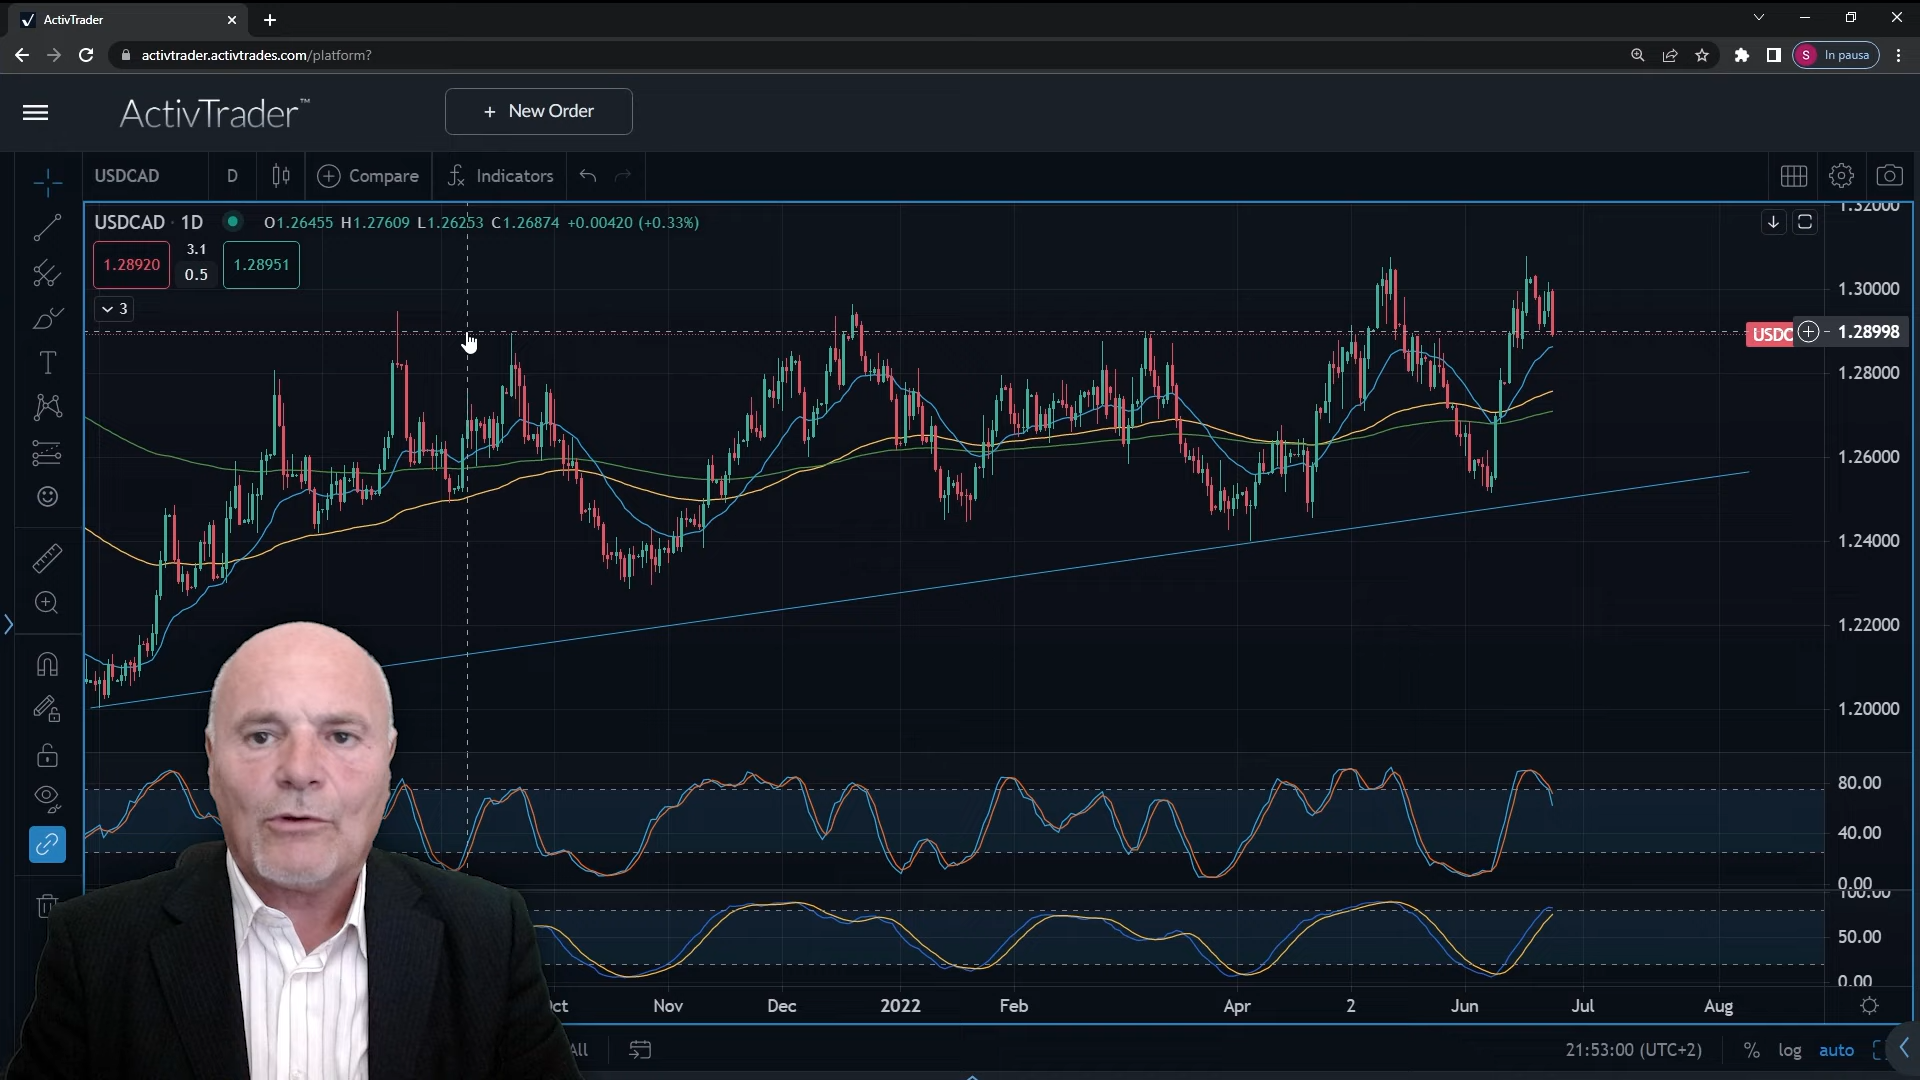 ActivTrader
activtrader.activtrades.com/platform?
S In pausa
ActivTrader™
+ New Order
USDCAD D Compare Indicators
USDCAD · 1D O1.26455 H1.27609 L1.26253 C1.26874 +0.00420 (+0.33%)
1.28920 3.1 0.5 1.28951
3
1.32000
1.30000
USDC 1.28998
1.28000
1.26000
1.24000
1.22000
1.20000
80.00
40.00
0.00
100.00
50.00
0.00
Oct Nov Dec 2022 Feb Apr 2 Jun Jul Aug
All 21:53:00 (UTC+2) % log auto